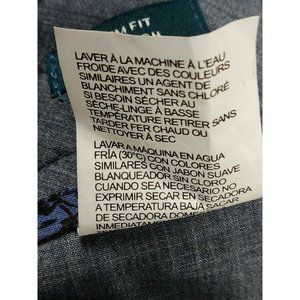 M FIT
LAVER À LA MACHINE À L'EAU
FROIDE AVEC DES COULEURS
SIMILAIRES UN AGENT DE
BLANCHIMENT SANS CHLORÉ
SI BESOIN SÉCHER AU
SÈCHE-LINGE À BASSE
TEMPÉRATURE RETIRER SANS
TARDER FER CHAUD OU
NETTOYER À SEC
LAVAR A MÁQUINA EN AGUA
FRÍA (30°C) CON COLORES
SIMILARES CON JABON SUAVE
BLANQUEADOR SIN CLORO
CUANDO SEA NECESARIO NO
EXPRIMIR SECAR EN SECADORA
A TEMPERATURA BAJA SACAR
DE SECADORA